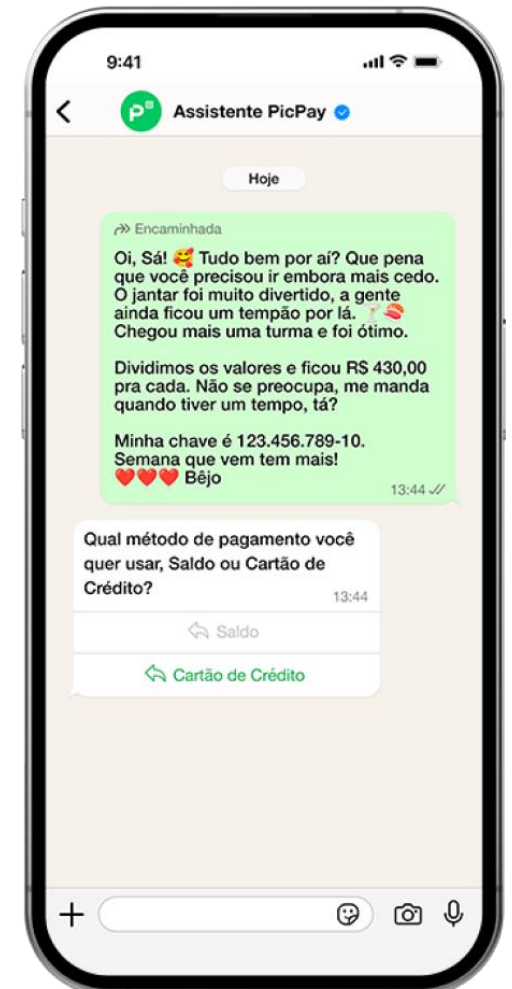 9:41
Assistente PicPay
Hoje
Encaminhada
Oi, Sá! 🥰 Tudo bem por aí? Que pena
que você precisou ir embora mais cedo.
O jantar foi muito divertido, a gente
ainda ficou um tempão por lá. 🍸🍣
Chegou mais uma turma e foi ótimo.
Dividimos os valores e ficou R$ 430,00
pra cada. Não se preocupa, me manda
quando tiver um tempo, tá?
Minha chave é 123.456.789-10.
Semana que vem tem mais!
❤️❤️❤️ Bêjo
13:44
Qual método de pagamento você
quer usar, Saldo ou Cartão de
Crédito?
13:44
Saldo
Cartão de Crédito